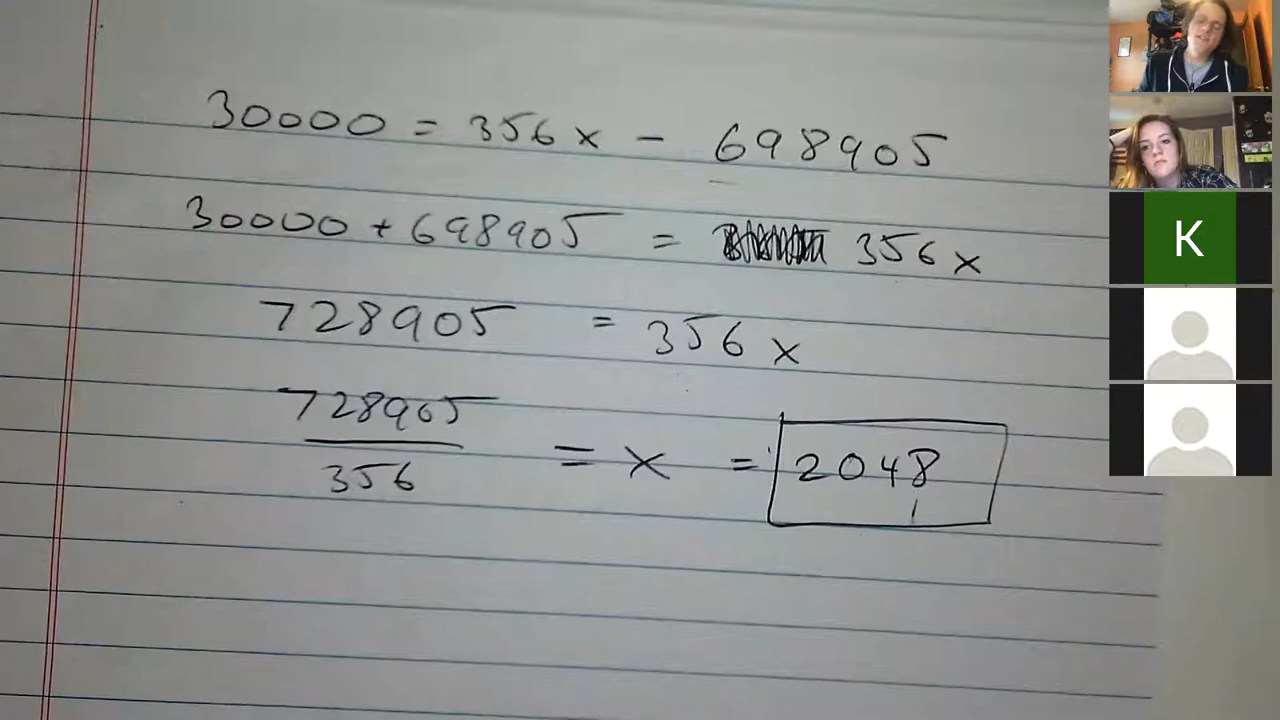 30000 = 356x - 698905
30000 + 698905 = 356x
728905 = 356x
728905
356
= x = 2048
K